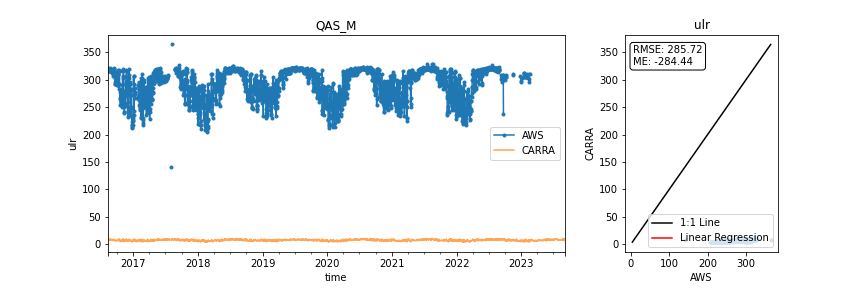 QAS_M
ulr
350
300
250
200
150
100
50
0
AWS
CARRA
2017
2018
2019
2020
2021
2022
2023
time
ulr
RMSE: 285.72
ME: -284.44
CARRA
350
300
250
200
150
100
50
0
1:1 Line
Linear Regression
0
100
200
300
AWS